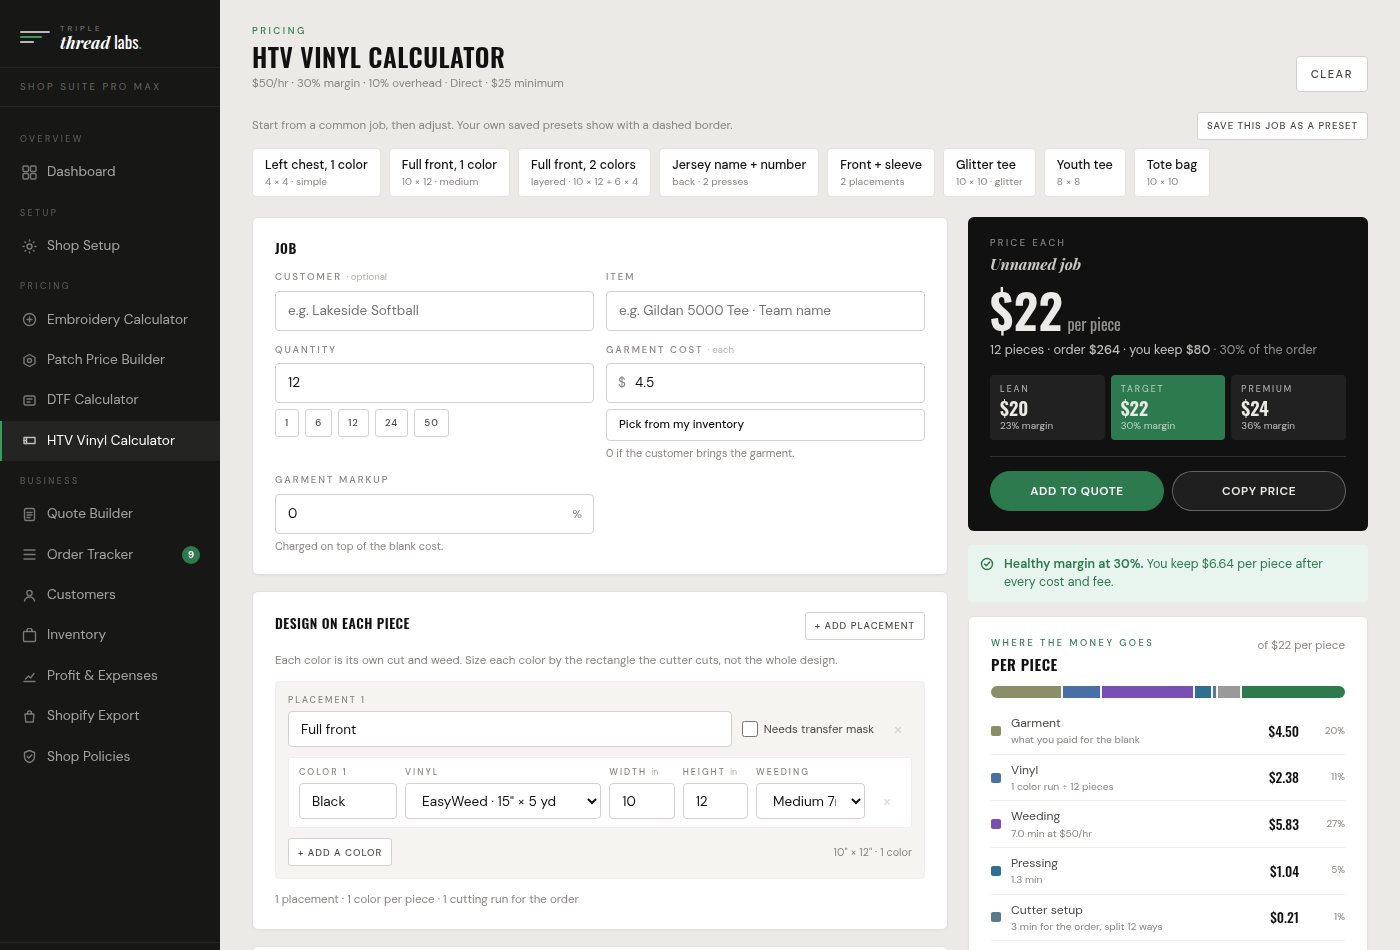 TRIPLE
thread labs.
SHOP SUITE PRO MAX
OVERVIEW
Dashboard
SETUP
Shop Setup
PRICING
Embroidery Calculator
Patch Price Builder
DTF Calculator
HTV Vinyl Calculator
BUSINESS
Quote Builder
Order Tracker 9
Customers
Inventory
Profit & Expenses
Shopify Export
Shop Policies
PRICING
HTV VINYL CALCULATOR
$50/hr · 30% margin · 10% overhead · Direct · $25 minimum
CLEAR
Start from a common job, then adjust. Your own saved presets show with a dashed border.
SAVE THIS JOB AS A PRESET
Left chest, 1 color
4 × 4 · simple
Full front, 1 color
10 × 12 · medium
Full front, 2 colors
layered · 10 × 12 + 6 × 4
Jersey name + number
back · 2 presses
Front + sleeve
2 placements
Glitter tee
10 × 10 · glitter
Youth tee
8 × 8
Tote bag
10 × 10
JOB
CUSTOMER · optional
e.g. Lakeside Softball
ITEM
e.g. Gildan 5000 Tee · Team name
QUANTITY
12
1 6 12 24 50
GARMENT COST · each
$ 4.5
Pick from my inventory
0 if the customer brings the garment.
GARMENT MARKUP
0 %
Charged on top of the blank cost.
DESIGN ON EACH PIECE
+ ADD PLACEMENT
Each color is its own cut and weed. Size each color by the rectangle the cutter cuts, not the whole design.
PLACEMENT 1
Full front
Needs transfer mask ×
COLOR 1 VINYL WIDTH in HEIGHT in WEEDING
Black EasyWeed · 15" × 5 yd 10 12 Medium 7 ×
+ ADD A COLOR
10" × 12" · 1 color
1 placement · 1 color per piece · 1 cutting run for the order
PRICE EACH
Unnamed job
$22 per piece
12 pieces · order $264 · you keep $80 · 30% of the order
LEAN
$20
23% margin
TARGET
$22
30% margin
PREMIUM
$24
36% margin
ADD TO QUOTE
COPY PRICE
Healthy margin at 30%. You keep $6.64 per piece after
every cost and fee.
WHERE THE MONEY GOES
PER PIECE
of $22 per piece
Garment
what you paid for the blank
$4.50 20%
Vinyl
1 color run ÷ 12 pieces
$2.38 11%
Weeding
7.0 min at $50/hr
$5.83 27%
Pressing
1.3 min
$1.04 5%
Cutter setup
3 min for the order, split 12 ways
$0.21 1%